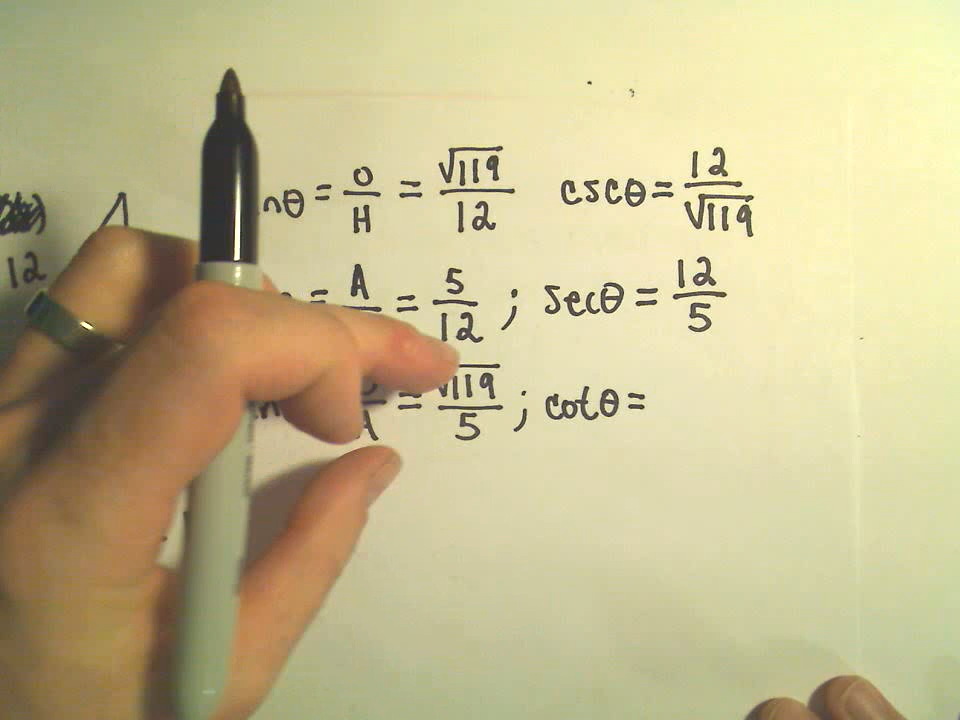 nθ = O/H = √119/12 cscθ = 12/√119
12
= A/ = 5/12 ; secθ = 12/5
n = /A = √119/5 ; cotθ =